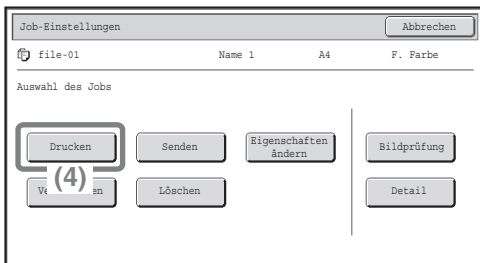 Job-Einstellungen Abbrechen
file-01 Name 1 A4 F. Farbe
Auswahl des Jobs
Drucken Senden Eigenschaften ändern Bildprüfung
(4)
Löschen Detail